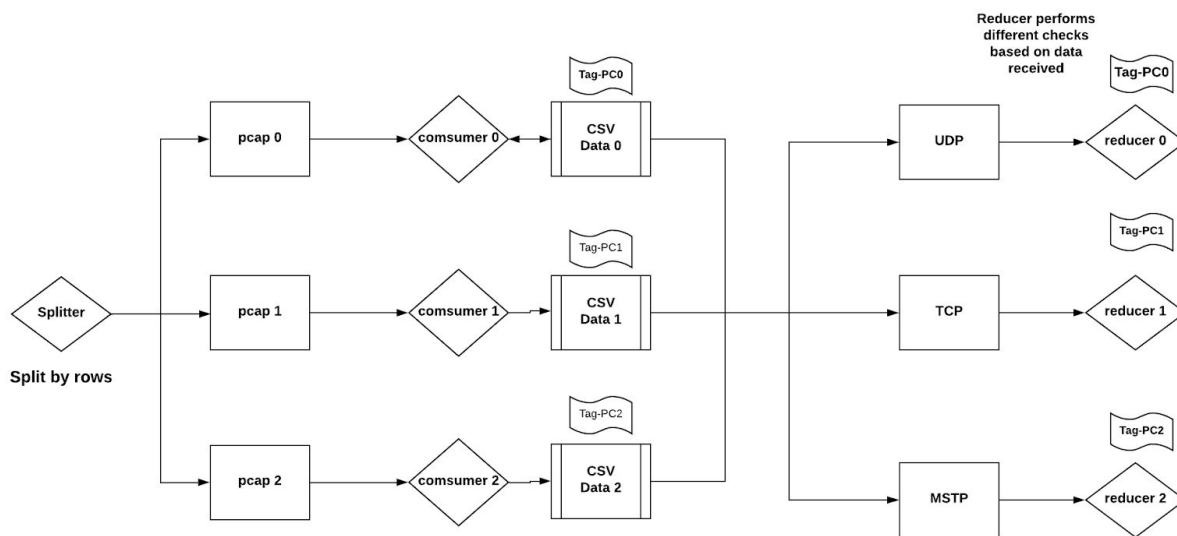 Reducer performs
different checks
based on data
received
Tag-PC0
Tag-PC0
pcap 0
comsumer 0
CSV
Data 0
UDP
reducer 0
Tag-PC1
Tag-PC1
Splitter
pcap 1
comsumer 1
CSV
Data 1
TCP
reducer 1
Split by rows
Tag-PC2
Tag-PC2
pcap 2
comsumer 2
CSV
Data 2
MSTP
reducer 2